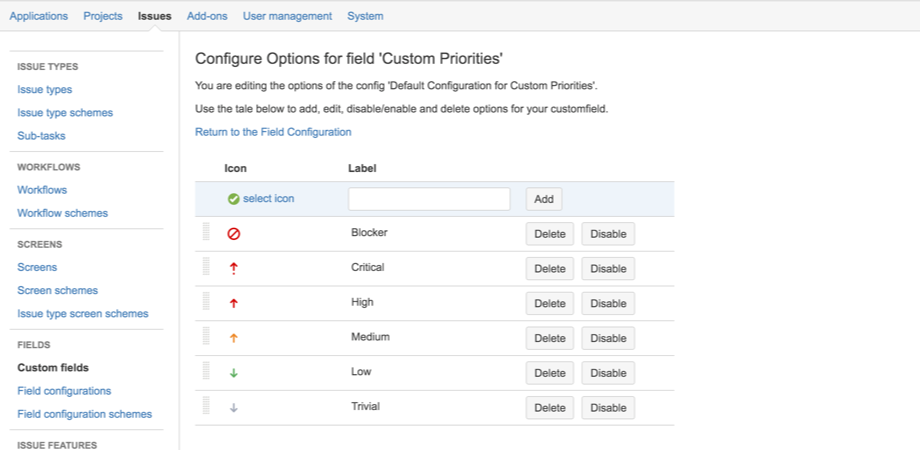 Applications Projects Issues Add-ons User management System
ISSUE TYPES
Issue types
Issue type schemes
Sub-tasks
WORKFLOWS
Workflows
Workflow schemes
SCREENS
Screens
Screen schemes
Issue type screen schemes
FIELDS
Custom fields
Field configurations
Field configuration schemes
ISSUE FEATURES
Configure Options for field 'Custom Priorities'
You are editing the options of the config 'Default Configuration for Custom Priorities'.
Use the tale below to add, edit, disable/enable and delete options for your customfield.
Return to the Field Configuration
Icon Label
select icon Add
Blocker Delete Disable
Critical Delete Disable
High Delete Disable
Medium Delete Disable
Low Delete Disable
Trivial Delete Disable